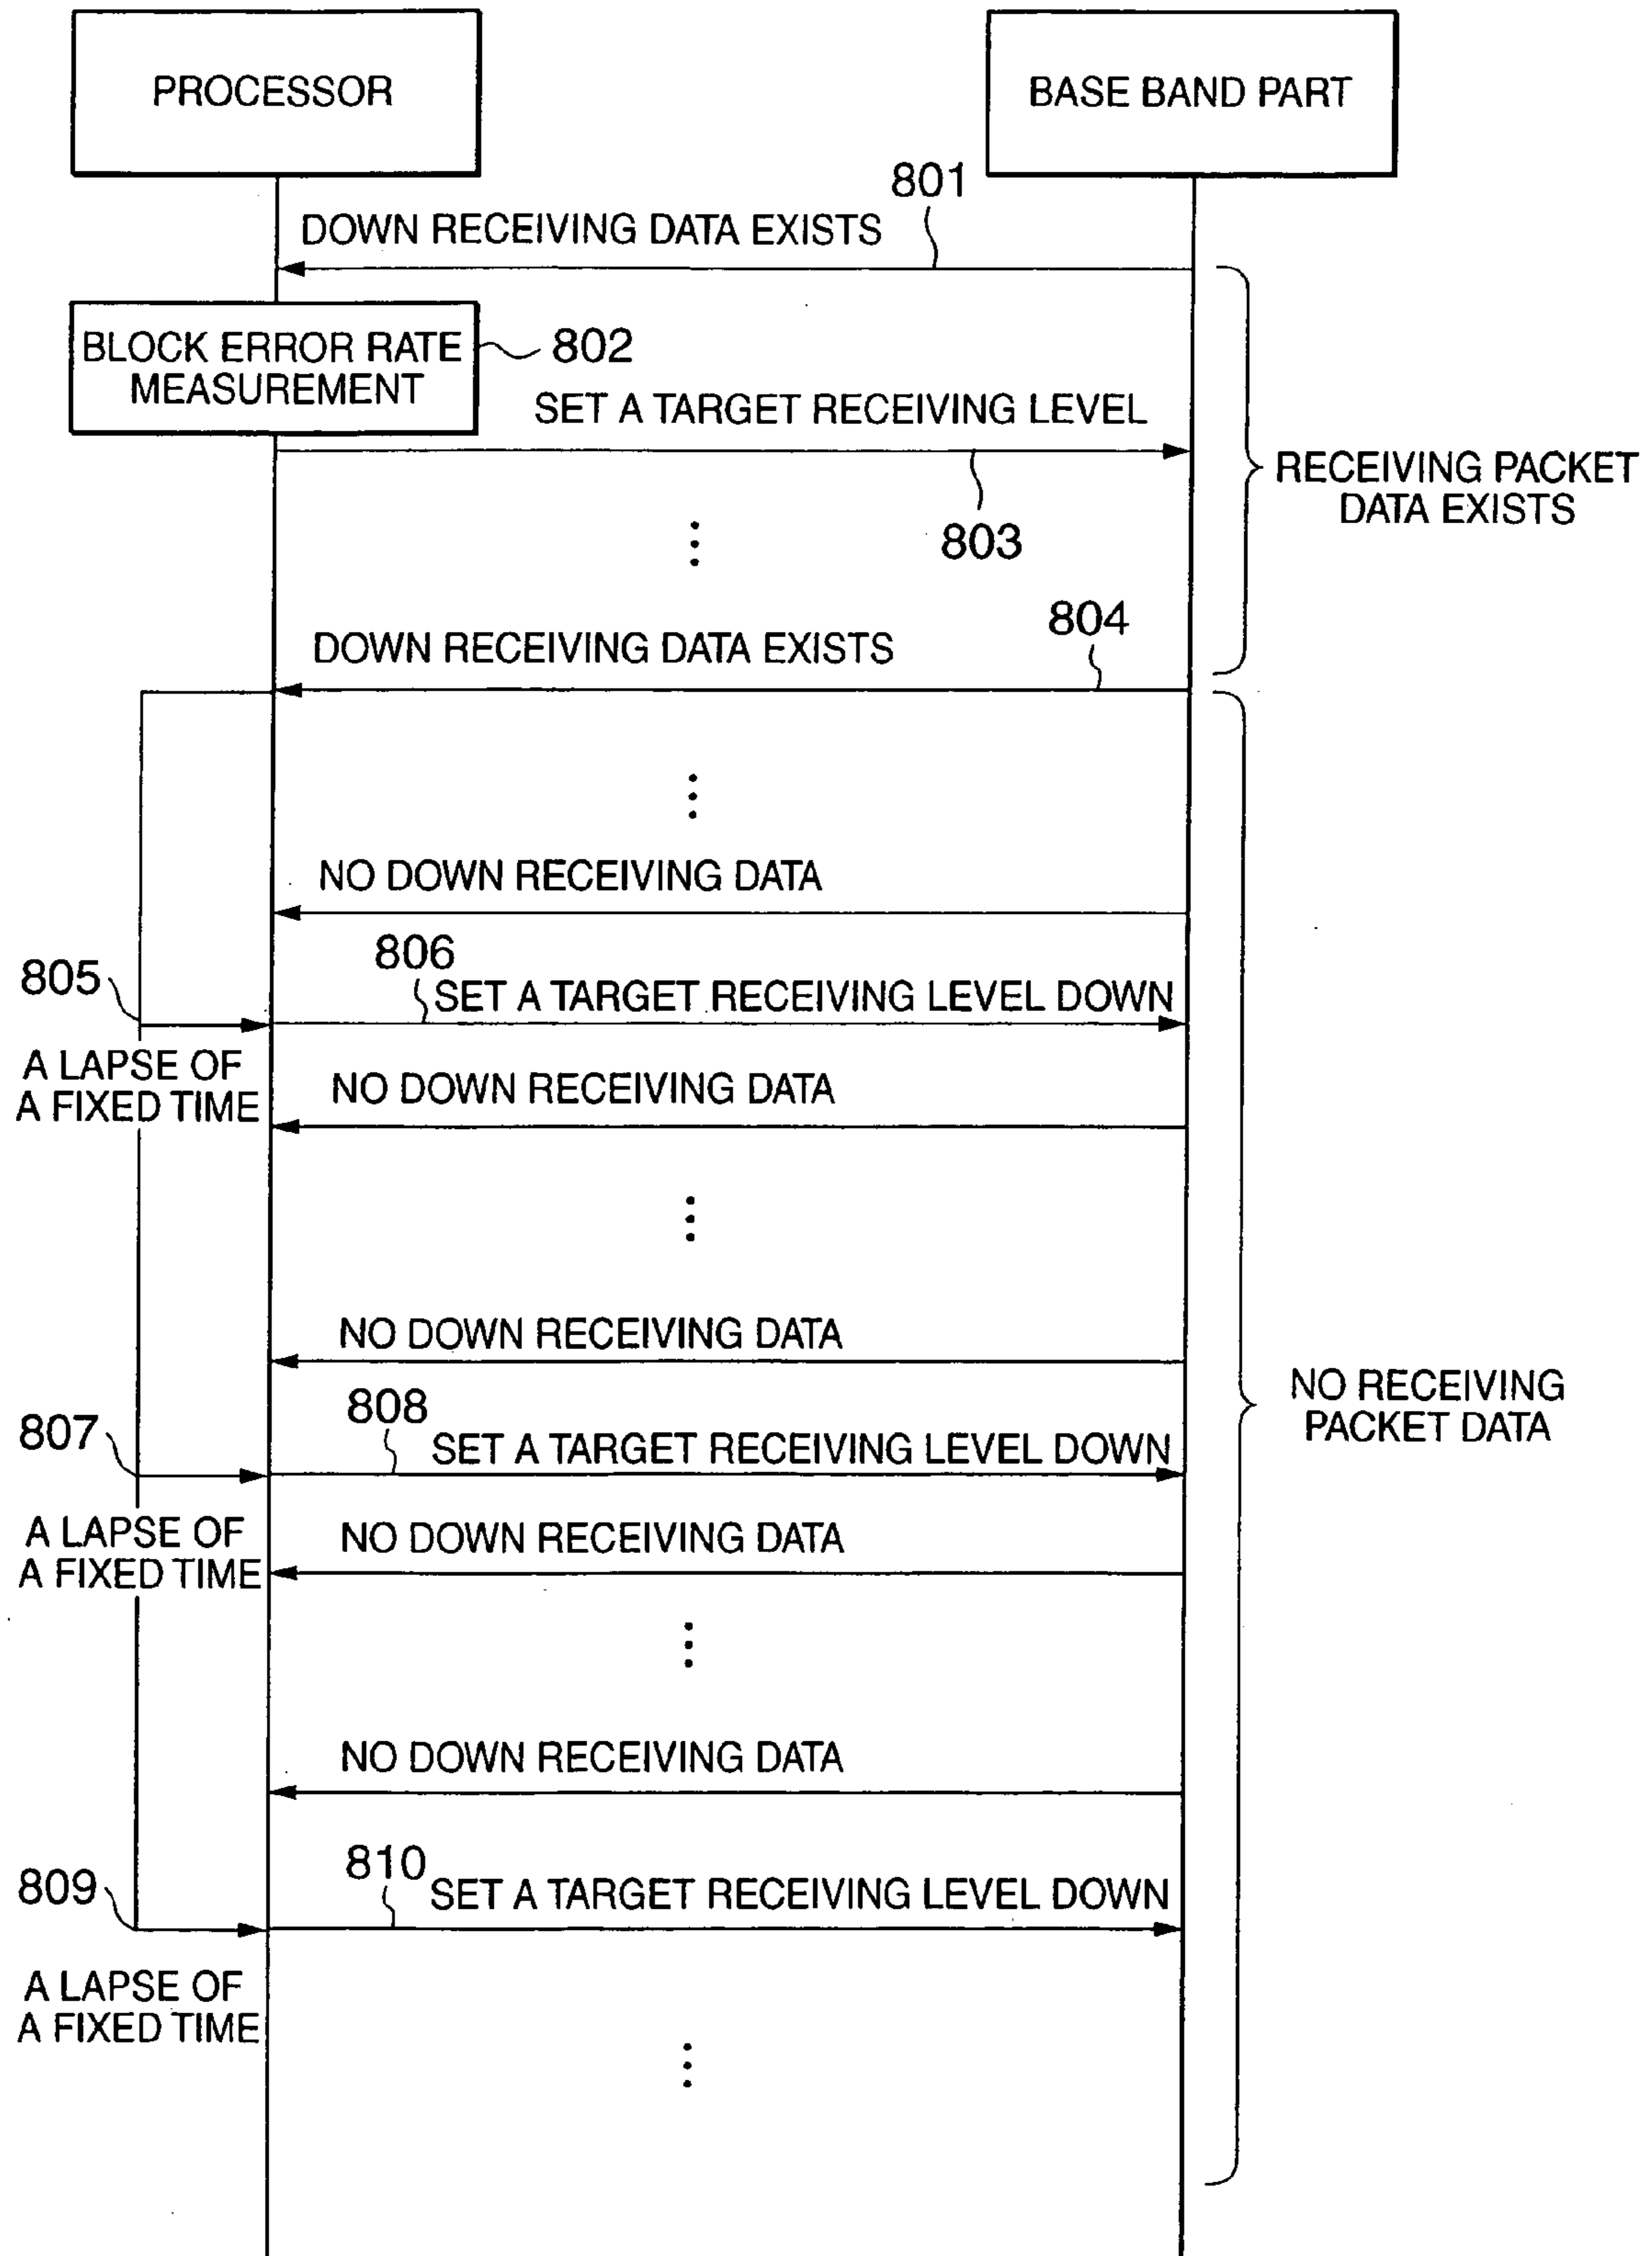 PROCESSOR
BASE BAND PART
801
DOWN RECEIVING DATA EXISTS
BLOCK ERROR RATE
MEASUREMENT
802
SET A TARGET RECEIVING LEVEL
803
RECEIVING PACKET
DATA EXISTS
804
DOWN RECEIVING DATA EXISTS
NO DOWN RECEIVING DATA
805
806
SET A TARGET RECEIVING LEVEL DOWN
A LAPSE OF
A FIXED TIME
NO DOWN RECEIVING DATA
NO DOWN RECEIVING DATA
NO RECEIVING
PACKET DATA
807
808
SET A TARGET RECEIVING LEVEL DOWN
A LAPSE OF
A FIXED TIME
NO DOWN RECEIVING DATA
NO DOWN RECEIVING DATA
809
810
SET A TARGET RECEIVING LEVEL DOWN
A LAPSE OF
A FIXED TIME